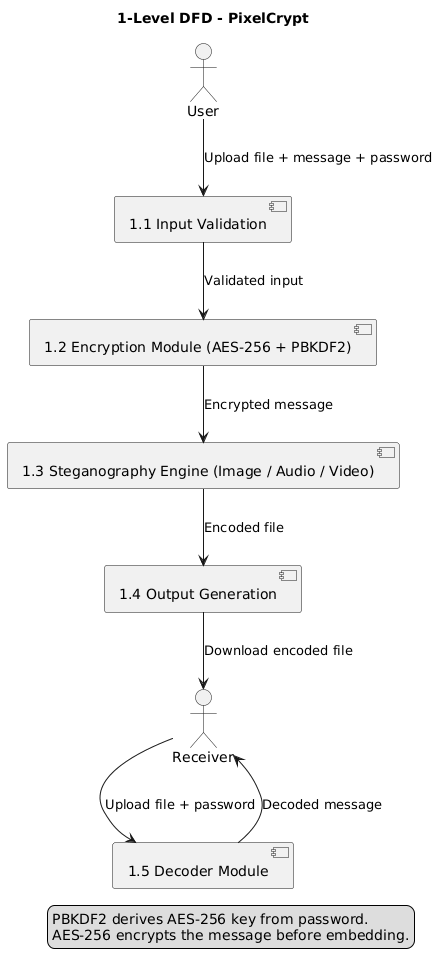 1-Level DFD - PixelCrypt
User
Upload file + message + password
1.1 Input Validation
Validated input
1.2 Encryption Module (AES-256 + PBKDF2)
Encrypted message
1.3 Steganography Engine (Image / Audio / Video)
Encoded file
1.4 Output Generation
Download encoded file
Receiver
Upload file + password
Decoded message
1.5 Decoder Module
PBKDF2 derives AES-256 key from password.
AES-256 encrypts the message before embedding.